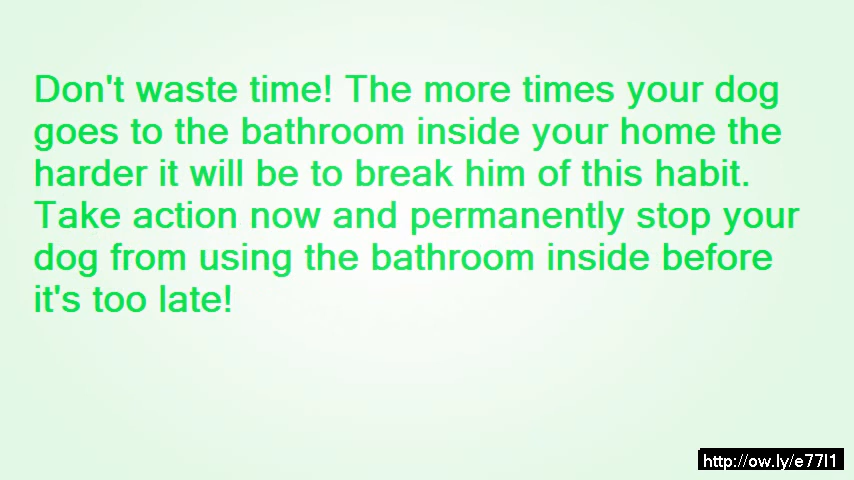 Don't waste time! The more times your dog
goes to the bathroom inside your home the
harder it will be to break him of this habit.
Take action now and permanently stop your
dog from using the bathroom inside before
it's too late!
http://ow.ly/e77l1